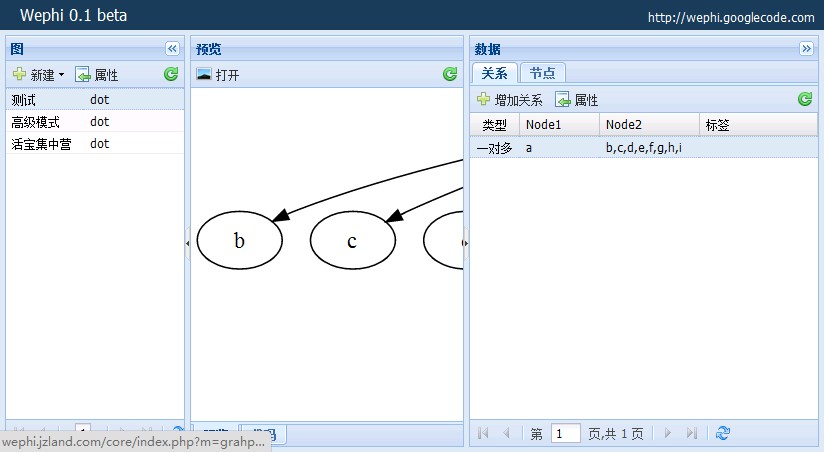 Wephi 0.1 beta
http://wephi.googlecode.com
图
新建 属性
测试 dot
高级模式 dot
活宝集中营 dot
预览
打开
b c
数据
关系 节点
增加关系 属性
类型 Node1 Node2 标签
一对多 a b,c,d,e,f,g,h,i
第 1 页,共 1 页
wephi.jzland.com/core/index.php?m=grahp...